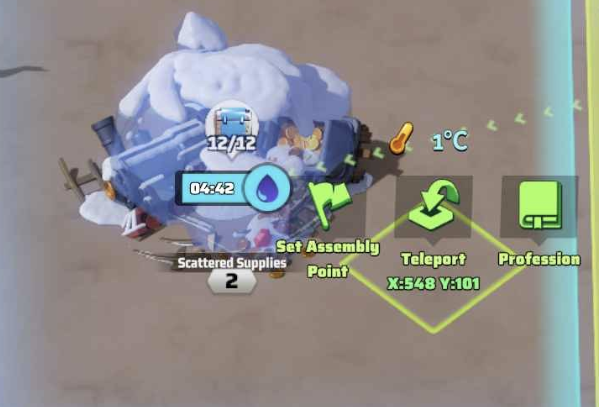 12/12
1°C
04:42
Set Assembly
Point
Teleport
X:548 Y:101
Profession
Scattered Supplies
2